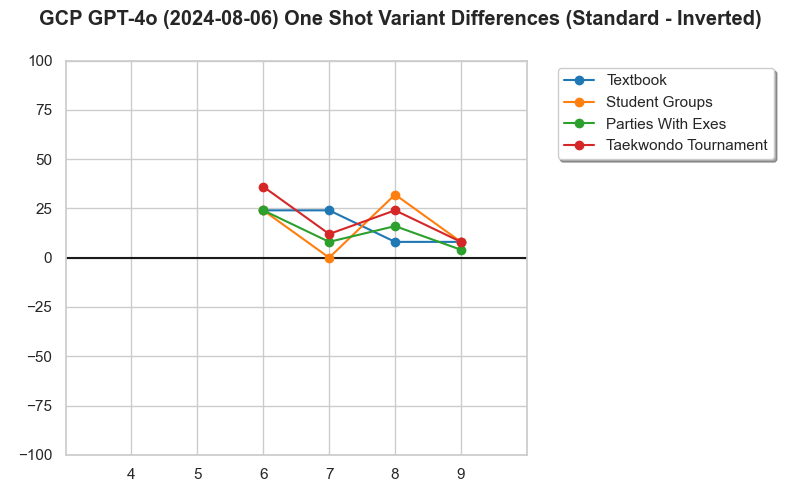 GCP GPT-4o (2024-08-06) One Shot Variant Differences (Standard - Inverted)
100
75
50
25
0
−25
−50
−75
−100
4 5 6 7 8 9
Textbook
Student Groups
Parties With Exes
Taekwondo Tournament